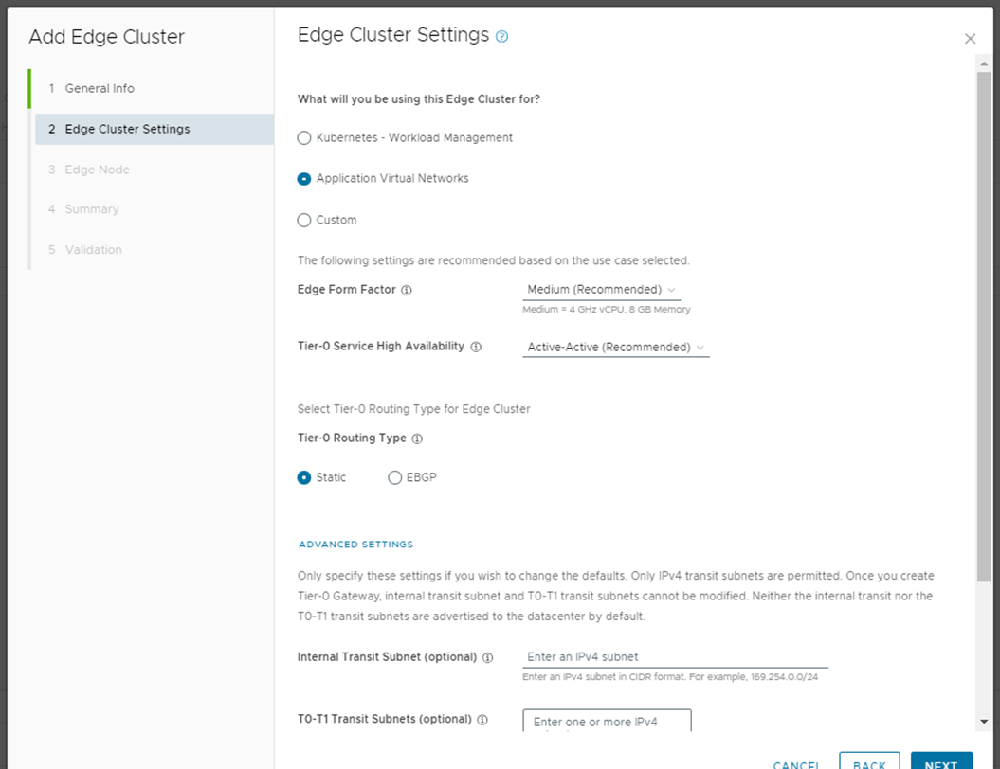 Add Edge Cluster
1 General Info
2 Edge Cluster Settings
3 Edge Node
4 Summary
5 Validation
Edge Cluster Settings
What will you be using this Edge Cluster for?
Kubernetes - Workload Management
Application Virtual Networks
Custom
The following settings are recommended based on the use case selected.
Edge Form Factor
Medium (Recommended)
Medium = 4 GHz vCPU, 8 GB Memory
Tier-0 Service High Availability
Active-Active (Recommended)
Select Tier-0 Routing Type for Edge Cluster
Tier-0 Routing Type
Static EBGP
ADVANCED SETTINGS
Only specify these settings if you wish to change the defaults. Only IPv4 transit subnets are permitted. Once you create
Tier-0 Gateway, internal transit subnet and T0-T1 transit subnets cannot be modified. Neither the internal transit nor the
T0-T1 transit subnets are advertised to the datacenter by default.
Internal Transit Subnet (optional)
Enter an IPv4 subnet
Enter an IPv4 subnet in CIDR format. For example, 169.254.0.0/24
T0-T1 Transit Subnets (optional)
Enter one or more IPv4
CANCEL BACK NEXT